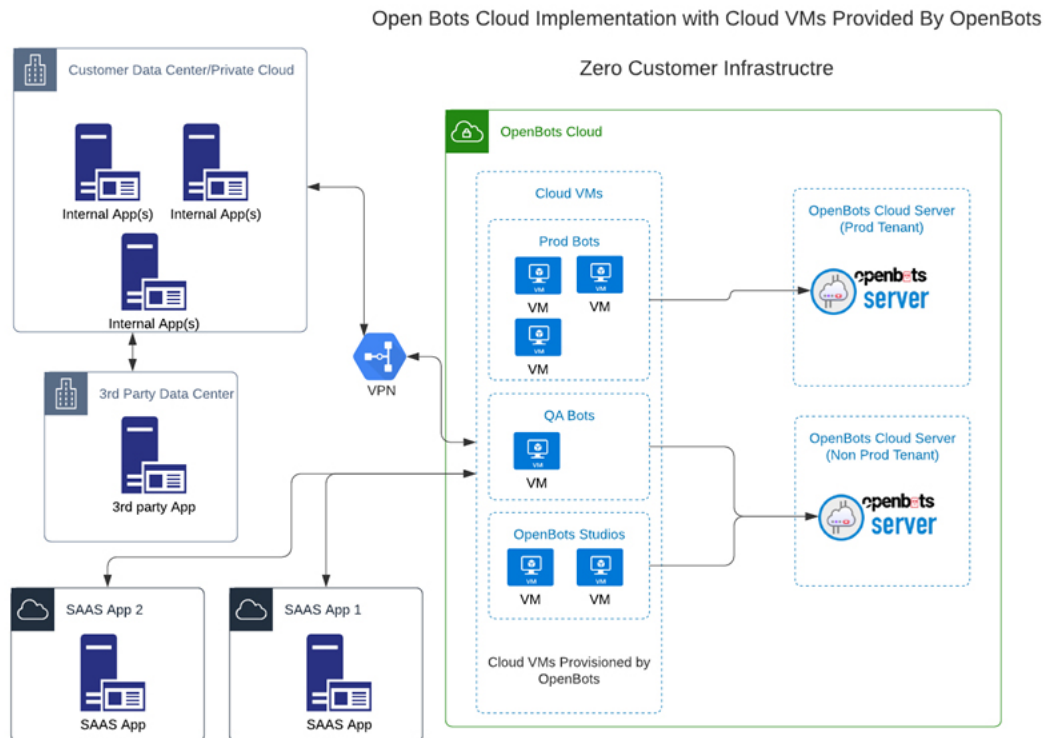 Open Bots Cloud Implementation with Cloud VMs Provided By OpenBots
Zero Customer Infrastructre
Customer Data Center/Private Cloud
Internal App(s)
Internal App(s)
Internal App(s)
3rd Party Data Center
3rd party App
VPN
SAAS App 2
SAAS App
SAAS App 1
SAAS App
OpenBots Cloud
Cloud VMs
Prod Bots
VM
VM
VM
VM
VM
VM
QA Bots
VM
VM
OpenBots Studios
VM
VM
VM
VM
Cloud VMs Provisioned by
OpenBots
OpenBots Cloud Server
(Prod Tenant)
openbots
server
OpenBots Cloud Server
(Non Prod Tenant)
openbots
server